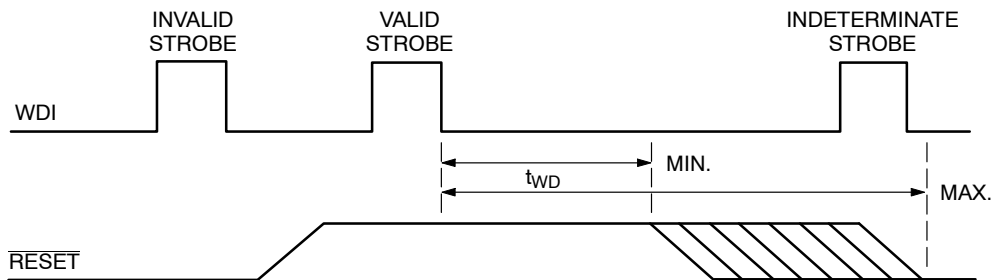 INVALID
STROBE
VALID
STROBE
INDETERMINATE
STROBE
WDI
tWD
MIN.
MAX.
RESET